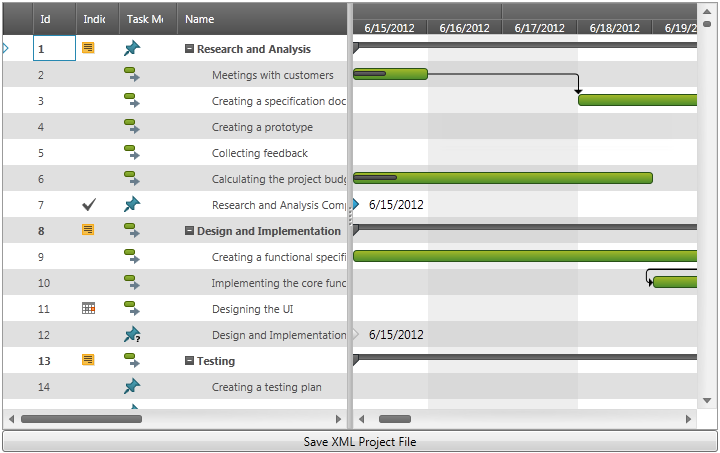 Id Indic Task Mo Name
6/15/2012 6/16/2012 6/17/2012 6/18/2012 6/19/20
1 Research and Analysis
2 Meetings with customers
3 Creating a specification doc
4 Creating a prototype
5 Collecting feedback
6 Calculating the project budg
7 Research and Analysis Comp 6/15/2012
8 Design and Implementation
9 Creating a functional specifi
10 Implementing the core func
11 Designing the UI
12 ? Design and Implementation 6/15/2012
13 Testing
14 Creating a testing plan
Save XML Project File